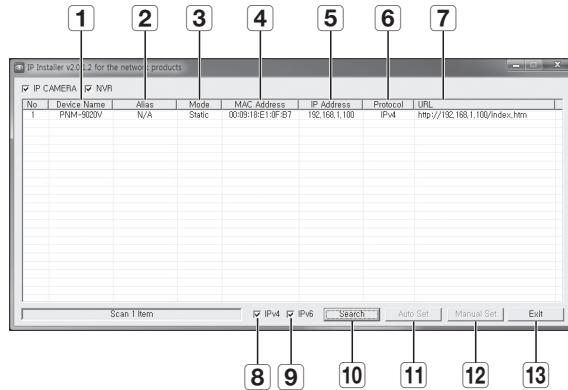 1 2 3 4 5 6 7
IP Installer v2.0.1.2 for the network products
IP CAMERA NVR
No Device Name Alias Mode MAC Address IP Address Protocol URL
1 PNM-9020V N/A Static 00:09:18:E1:0F:B7 192,168,1,100 IPv4 http://192,168,1,100/index,htm
Scan 1 Item IPv4 IPv6 Search Auto Set Manual Set Exit
8 9 10 11 12 13